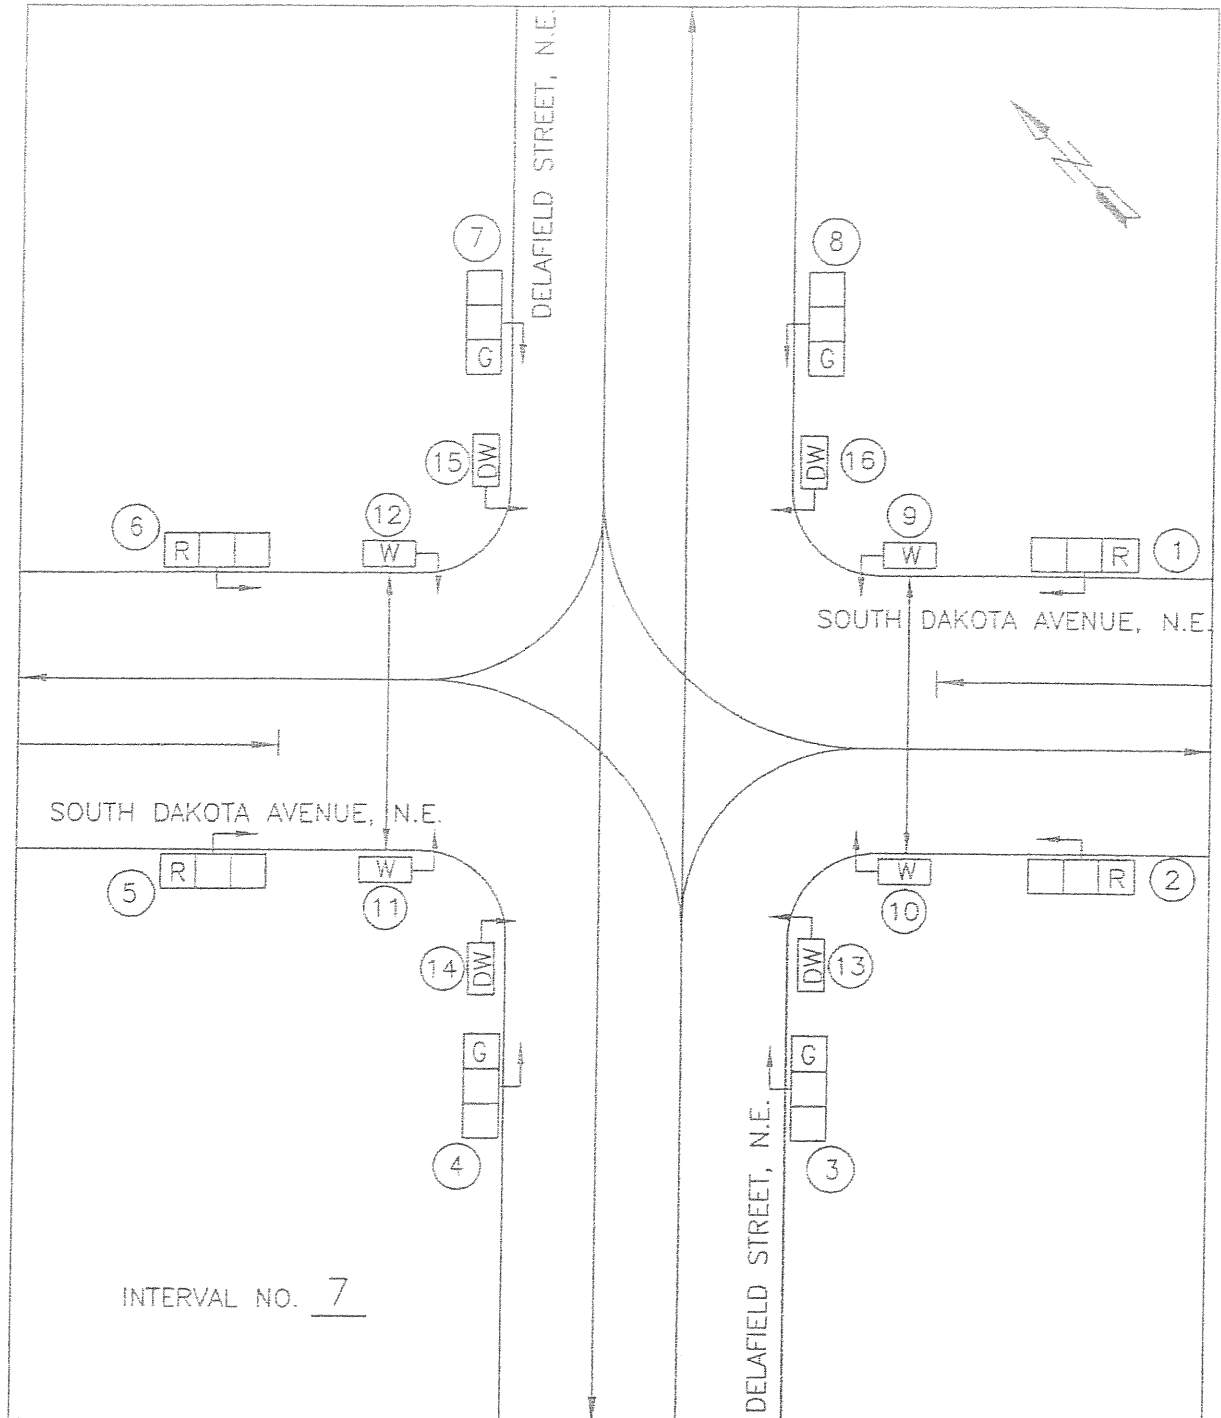 DELAFIELD STREET, N.E.
N
7
8
G
G
15
DW
DW
16
6
12
9
1
R
W
W
R
SOUTH DAKOTA AVENUE, N.E.
SOUTH DAKOTA AVENUE, N.E.
R
W
W
R
5
11
10
2
14
DW
DW
13
G
G
4
3
DELAFIELD STREET, N.E.
INTERVAL NO. 7